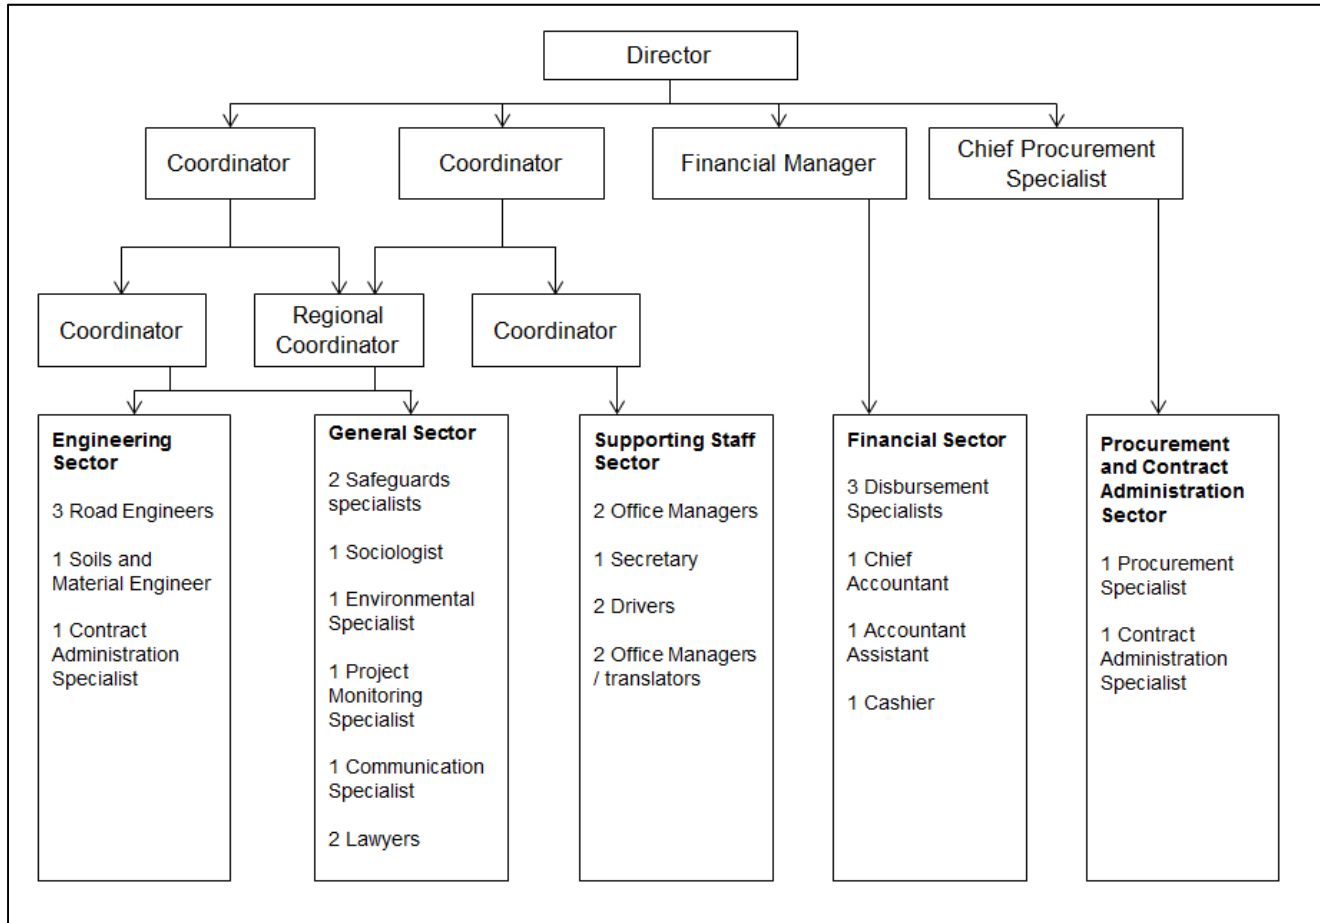 Director
Coordinator
Coordinator
Financial Manager
Chief Procurement
Specialist
Coordinator
Regional
Coordinator
Coordinator
Engineering
Sector
3 Road Engineers
1 Soils and
Material Engineer
1 Contract
Administration
Specialist
General Sector
2 Safeguards
specialists
1 Sociologist
1 Environmental
Specialist
1 Project
Monitoring
Specialist
1 Communication
Specialist
2 Lawyers
Supporting Staff
Sector
2 Office Managers
1 Secretary
2 Drivers
2 Office Managers
/ translators
Financial Sector
3 Disbursement
Specialists
1 Chief
Accountant
1 Accountant
Assistant
1 Cashier
Procurement
and Contract
Administration
Sector
1 Procurement
Specialist
1 Contract
Administration
Specialist